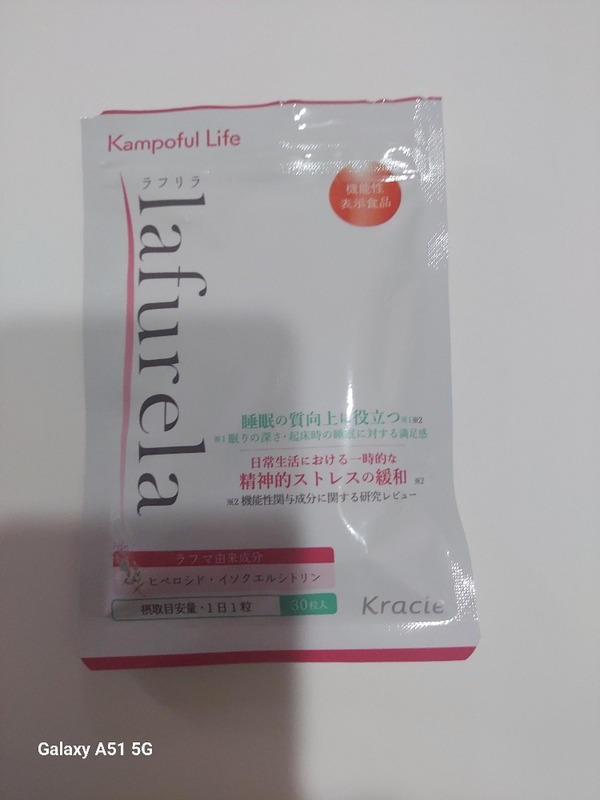 Kampoful Life
ラフリラ
lafurela
機能性
表示食品
睡眠の質向上に役立つ※1※2
※1 眠りの深さ・起床時の睡眠に対する満足感
日常生活における一時的な
精神的ストレスの緩和 ※2
※2 機能性関与成分に関する研究レビュー
ラフマ由来成分
ヒペロシド・イソクエルシトリン
摂取目安量・1日1粒
30粒入
Kracie
Galaxy A51 5G